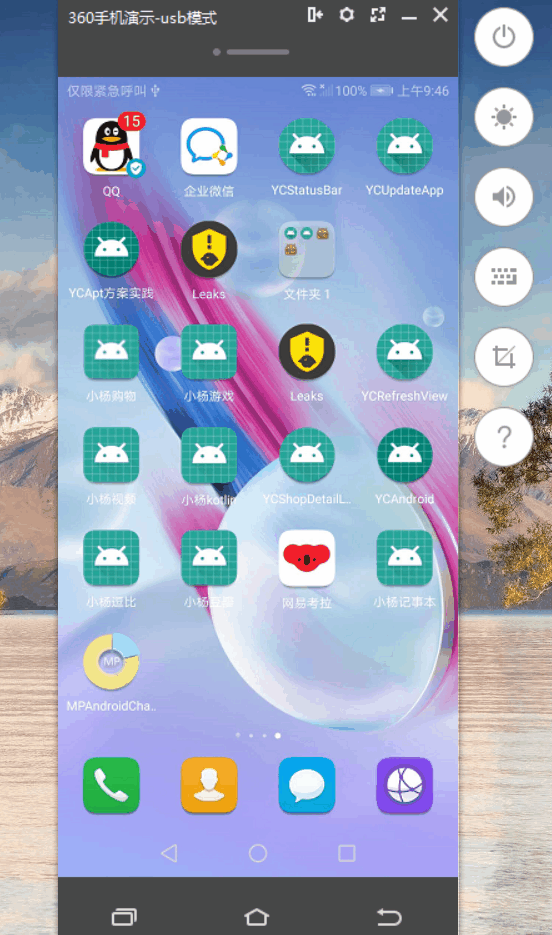 360手机演示-usb模式
仅限紧急呼叫 100% 上午9:46
15
QQ 企业微信 YCStatusBar YCUpdateApp
YCApt方案实践 Leaks 文件夹 1
小杨购物 小杨游戏 Leaks YCRefreshView
小杨视频 小杨kotlin YCShopDetailL.. YCAndroid
小杨逗比 小杨 网易考拉 小杨记事本
MP
MPAndroidCha..
?